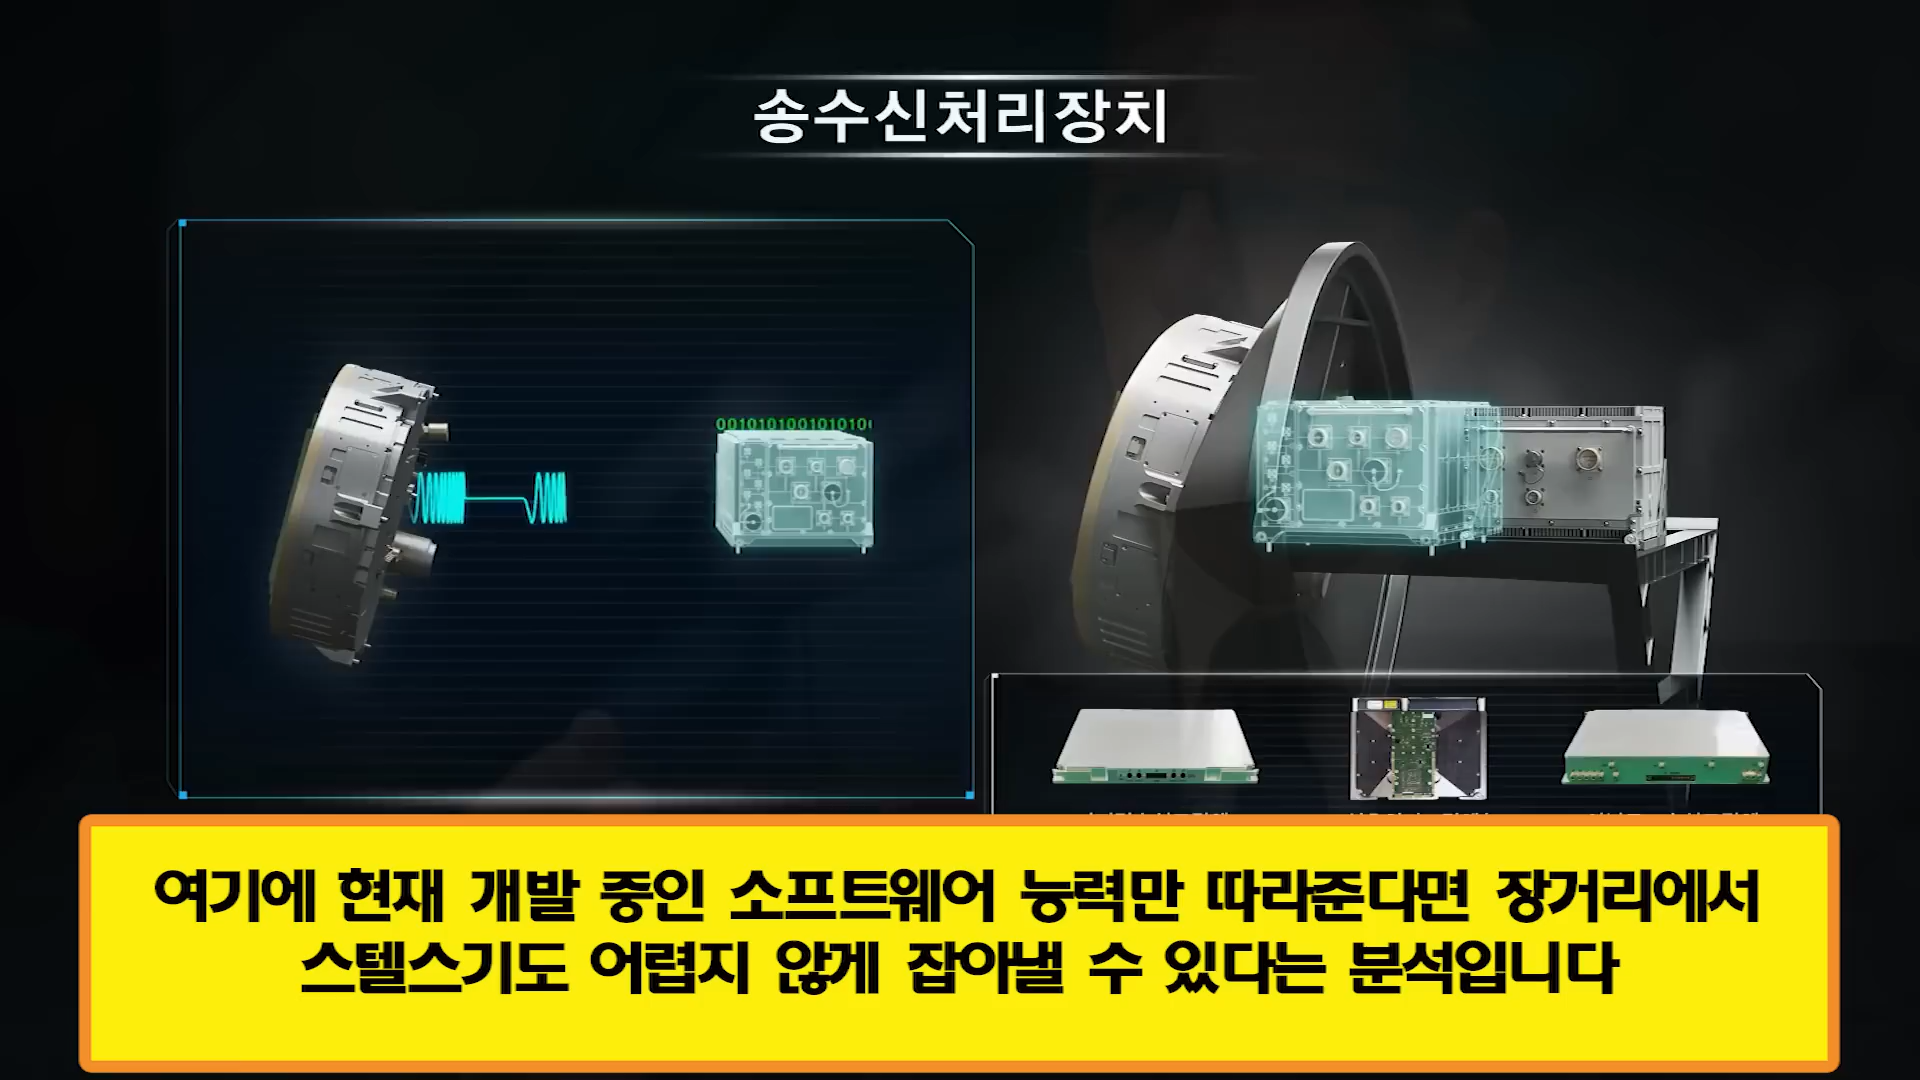 송수신처리장치
001010100101010
여기에 현재 개발 중인 소프트웨어 능력만 따라준다면 장거리에서
스텔스기도 어렵지 않게 잡아낼 수 있다는 분석입니다